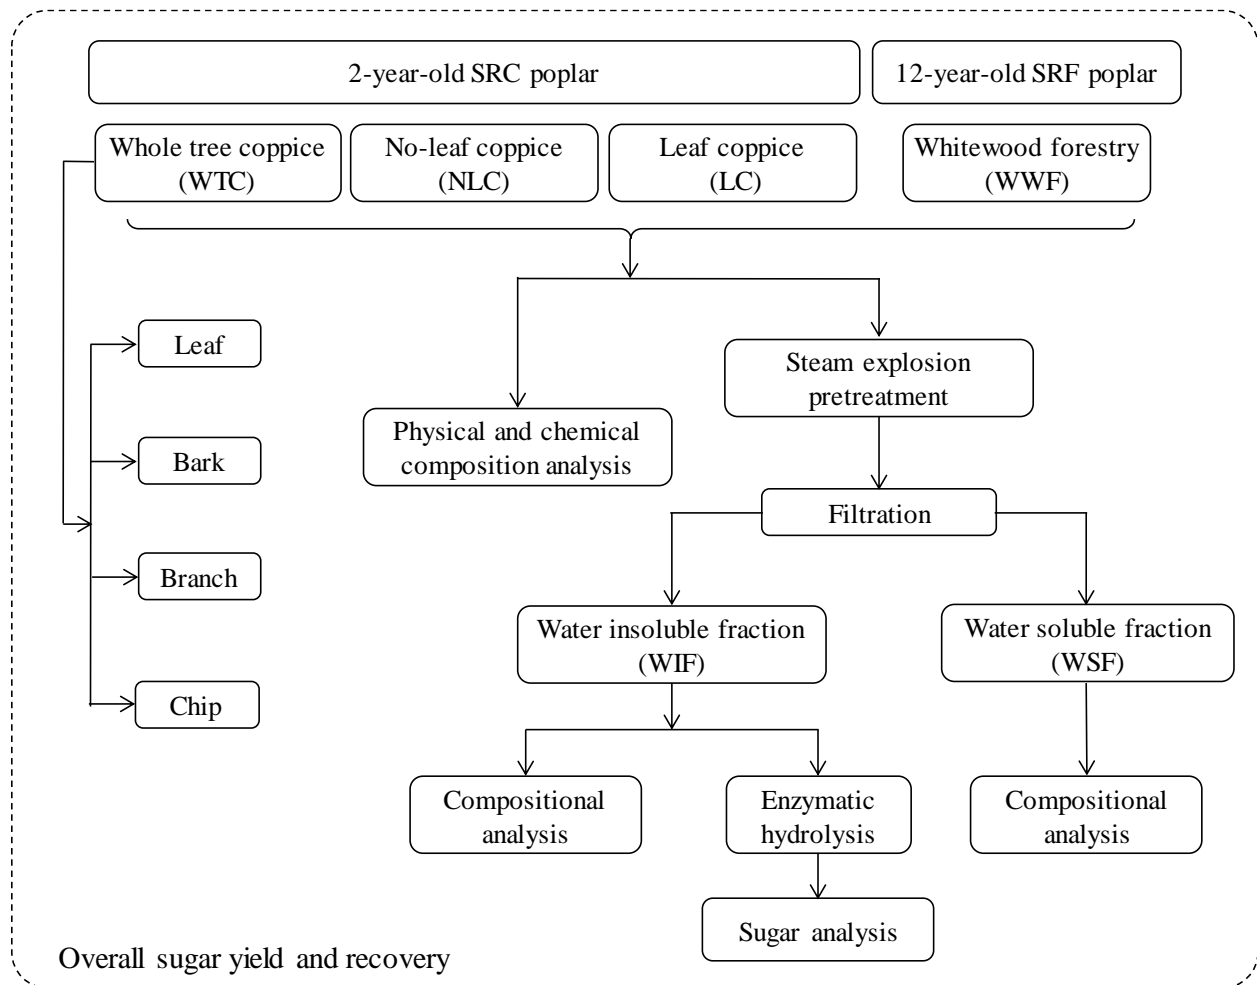 2-year-old SRC poplar
12-year-old SRF poplar
Whole tree coppice
(WTC)
No-leaf coppice
(NLC)
Leaf coppice
(LC)
Whitewood forestry
(WWF)
Leaf
Bark
Branch
Chip
Physical and chemical
composition analysis
Steam explosion
pretreatment
Filtration
Water insoluble fraction
(WIF)
Water soluble fraction
(WSF)
Compositional
analysis
Enzymatic
hydrolysis
Compositional
analysis
Sugar analysis
Overall sugar yield and recovery